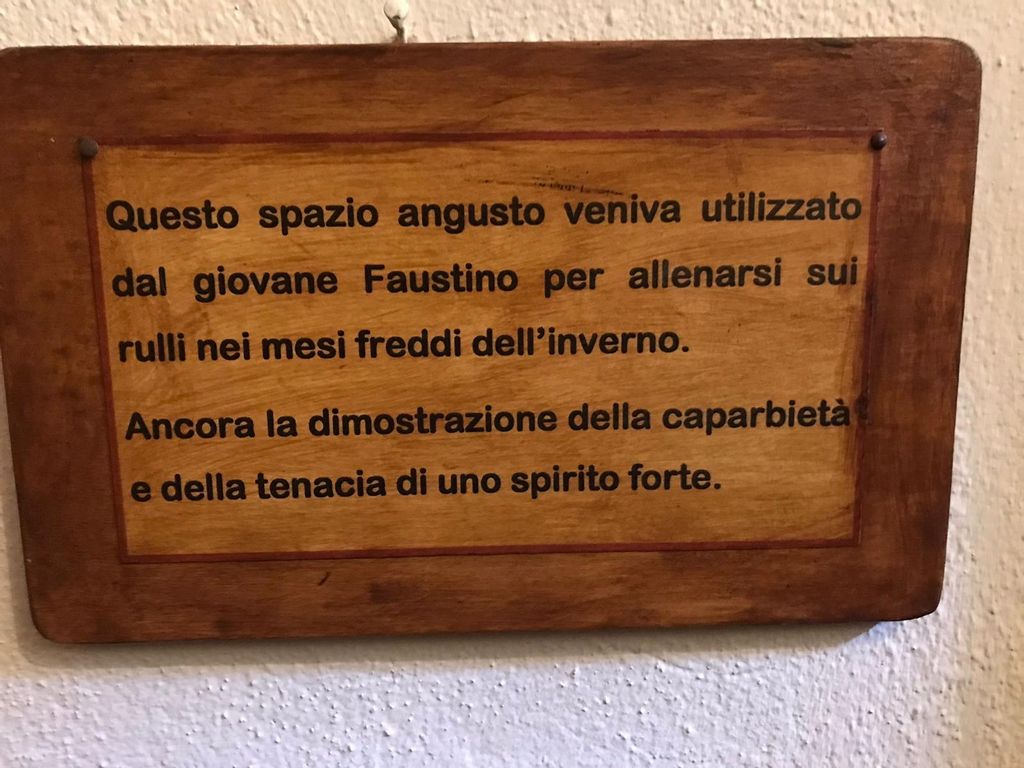 Questo spazio angusto veniva utilizzato
dal giovane Faustino per allenarsi sui
rulli nei mesi freddi dell'inverno.
Ancora la dimostrazione della caparbietà
e della tenacia di uno spirito forte.